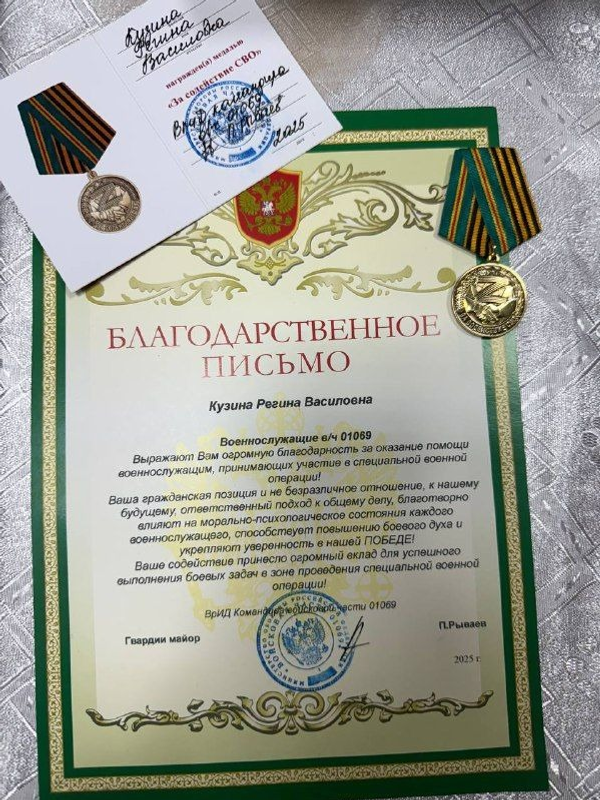 Кузина
Регина
Василовна
награжден(а) медалью
«За содействие СВО»
01069
П Рываев
2025
БЛАГОДАРСТВЕННОЕ
ПИСЬМО
Кузина Регина Василовна
Военнослужащие в/ч 01069
Выражают Вам огромную благодарность за оказание помощи
военнослужащим, принимающих участие в специальной военной
операции!
Ваша гражданская позиция и не безразличное отношение, к нашему
будущему, ответственный подход к общему делу, благотворно
влияют на морально-психологическое состояния каждого
военнослужащего, способствует повышению боевого духа и
укрепляют уверенность в нашей ПОБЕДЕ!
Ваше содействие принесло огромный вклад для успешного
выполнения боевых задач в зоне проведения специальной военной
операции!
ВрИД Командира войсковой части 01069
Гвардии майор
П.Рываев
2025 г.